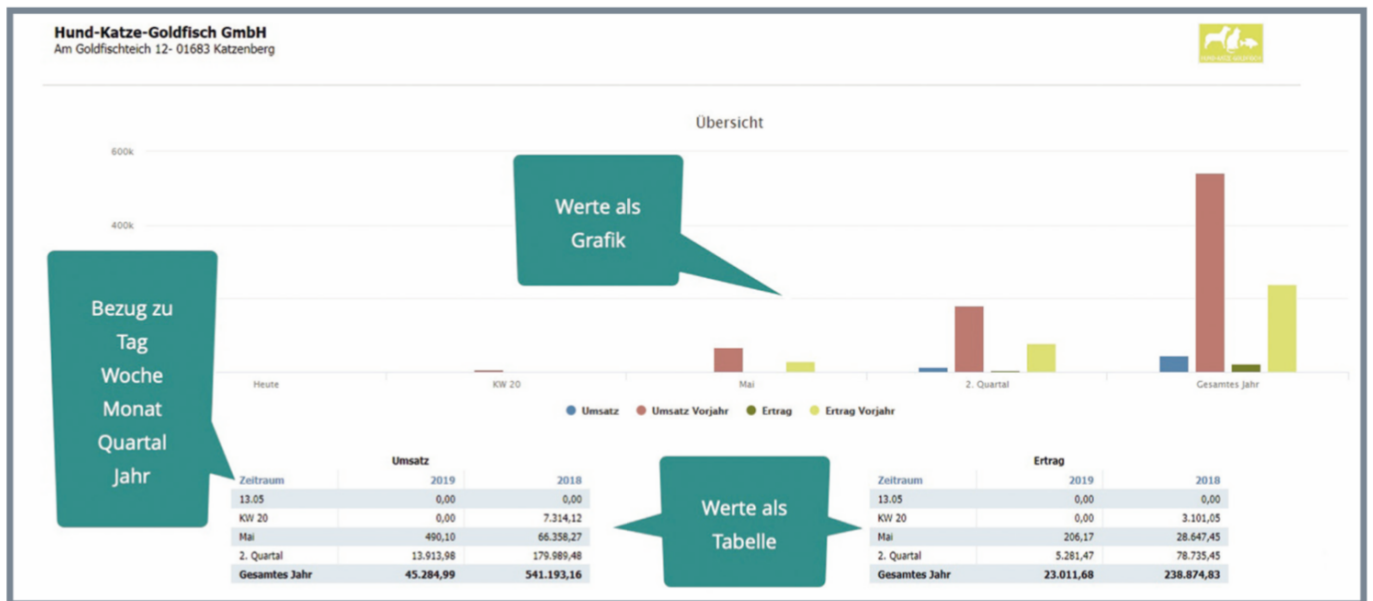 Hund-Katze-Goldfisch GmbH
Am Goldfischteich 12- 01683 Katzenberg
Übersicht
600k
400k
Werte als
Grafik
Bezug zu
Tag
Woche
Monat
Quartal
Jahr
Heute KW 20 Mai 2. Quartal Gesamtes Jahr
Umsatz Umsatz Vorjahr Ertrag Ertrag Vorjahr
Umsatz
Zeitraum 2019 2018
13.05 0,00 0,00
KW 20 0,00 7.314,12
Mai 490,10 66.358,27
2. Quartal 13.913,98 179.989,48
Gesamtes Jahr 45.284,99 541.193,16
Werte als
Tabelle
Ertrag
Zeitraum 2019 2018
13.05 0,00 0,00
KW 20 0,00 3.101,05
Mai 206,17 28.647,45
2. Quartal 5.281,47 78.735,45
Gesamtes Jahr 23.011,68 238.874,83